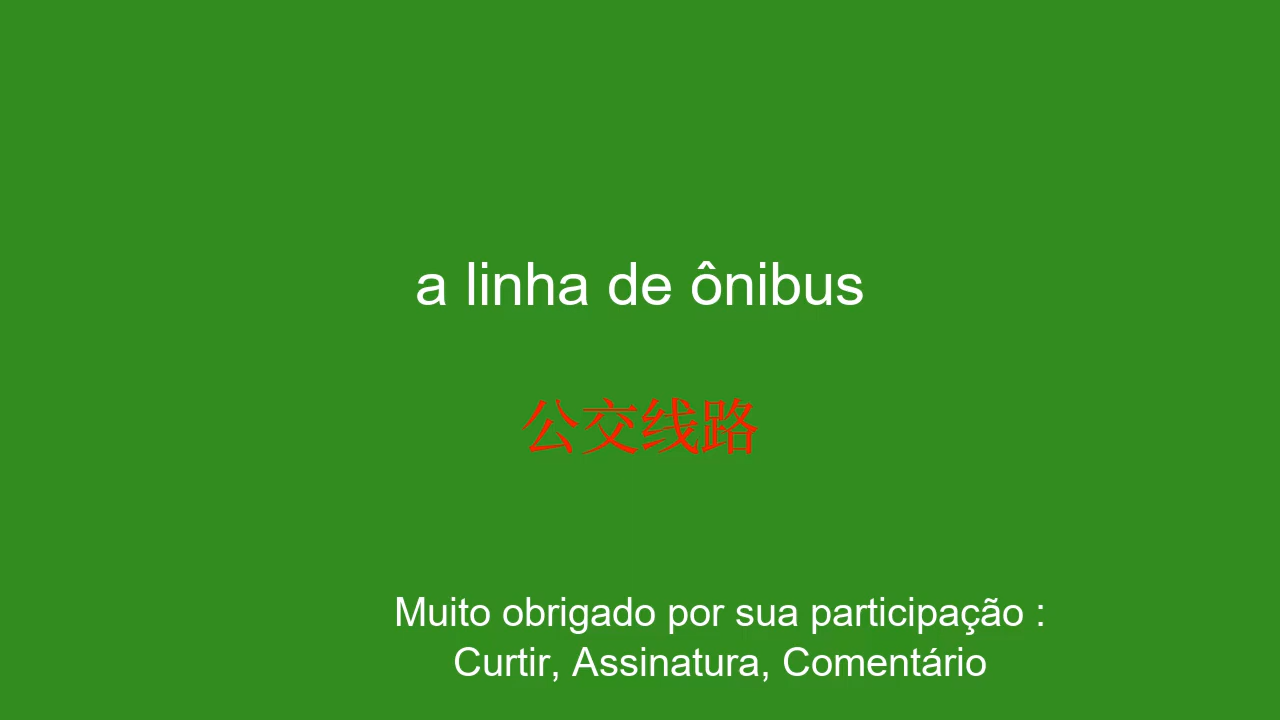 a linha de ônibus
公交线路
Muito obrigado por sua participação :
Curtir, Assinatura, Comentário